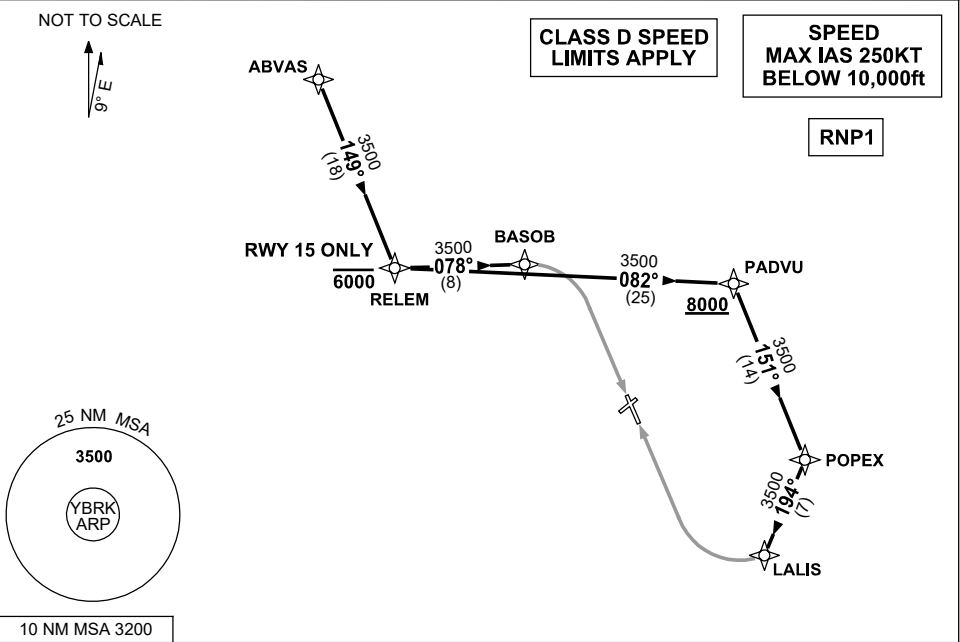 NOT TO SCALE
9° E
CLASS D SPEED
LIMITS APPLY
SPEED
MAX IAS 250KT
BELOW 10,000ft
RNP1
ABVAS
3500
149°
(18)
RWY 15 ONLY
6000
RELEM
3500
078°
(8)
BASOB
3500
082°
(25)
PADVU
8000
3500
151°
(14)
POPEX
3500
194°
(7)
LALIS
25 NM MSA
3500
YBRK
ARP
10 NM MSA 3200